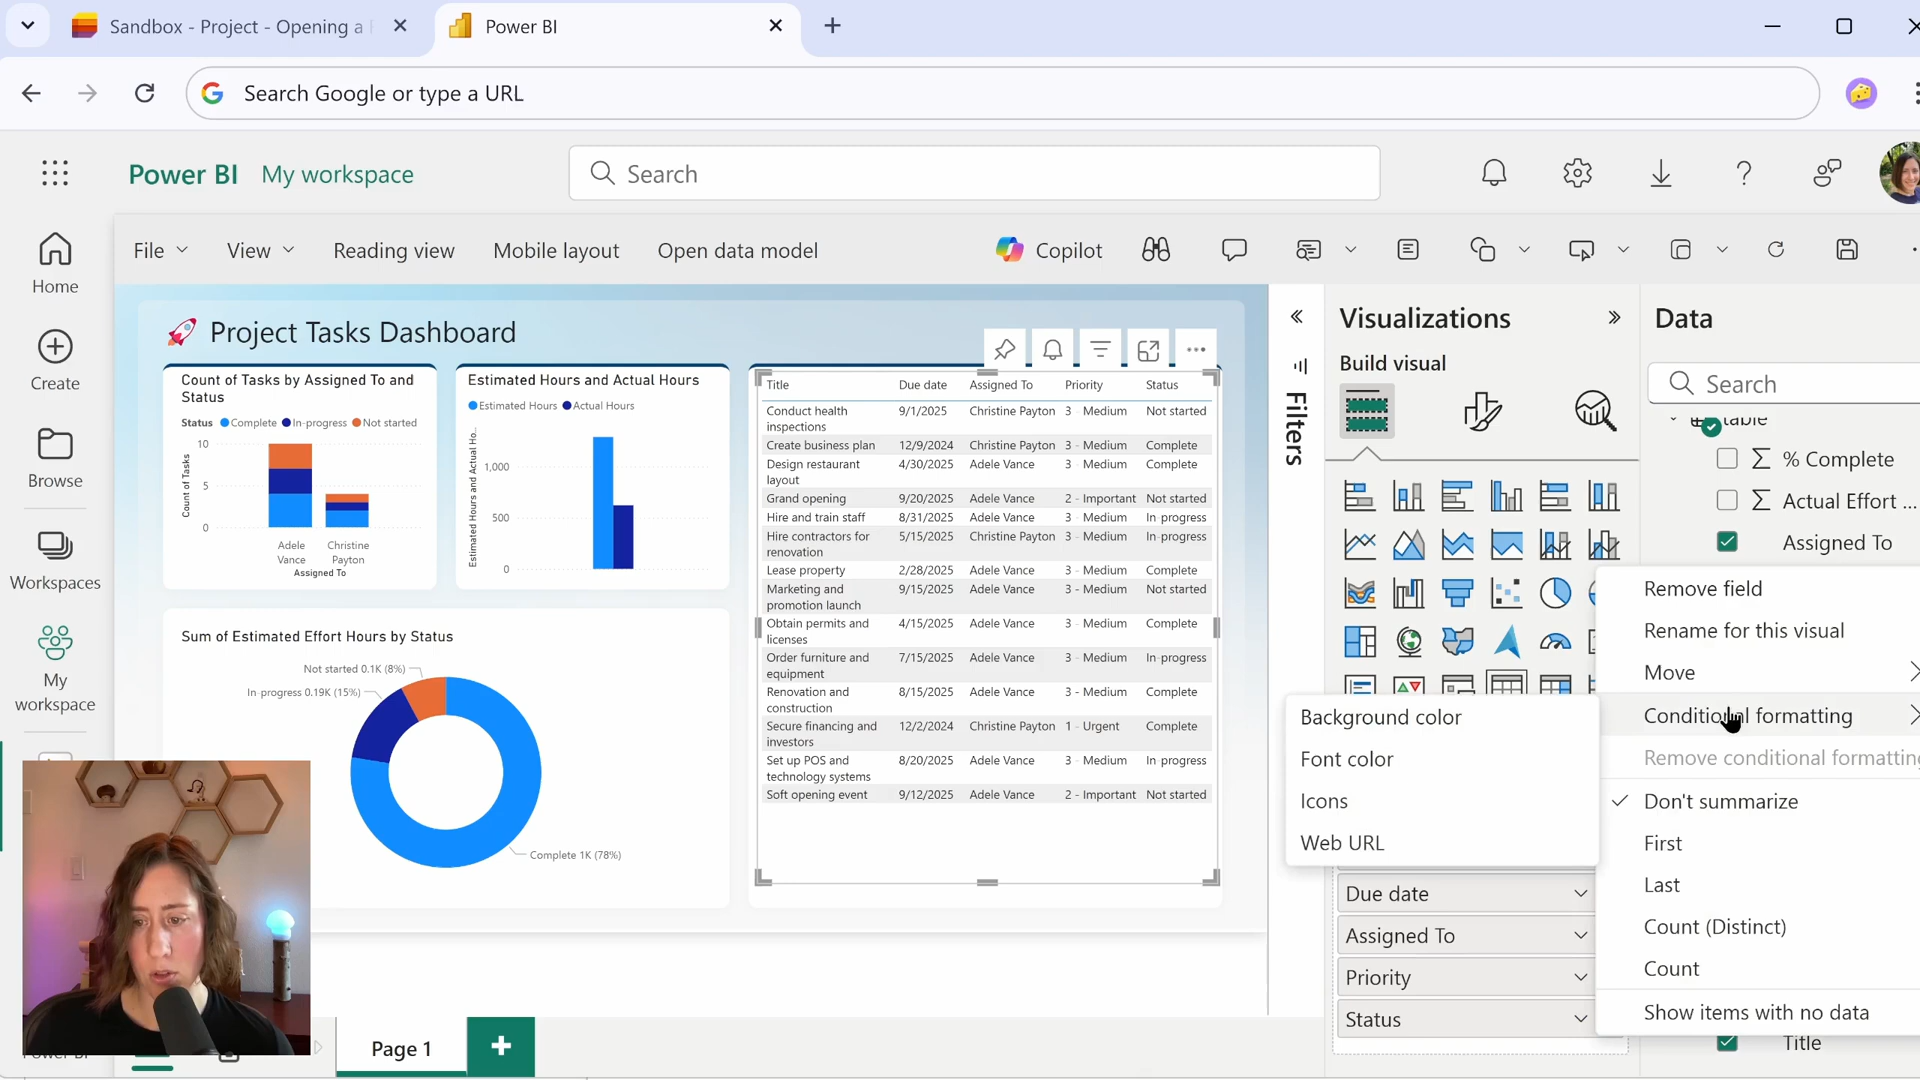 Sandbox - Project - Opening a
Power BI
Search Google or type a URL
Power BI My workspace
Search
File View Reading view Mobile layout Open data model Copilot
Home
Create
Browse
Workspaces
My
workspace
🚀 Project Tasks Dashboard
Count of Tasks by Assigned To and
Status
Status Complete In-progress Not started
Count of Tasks
10
5
0
Adele
Vance
Christine
Payton
Assigned To
Estimated Hours and Actual Hours
Estimated Hours Actual Hours
Estimated Hours and Actual Ho...
1,000
500
0
Sum of Estimated Effort Hours by Status
Not started 0.1K (8%)
In-progress 0.19K (15%)
Complete 1K (78%)
Title Due date Assigned To Priority Status
Conduct health
inspections 9/1/2025 Christine Payton 3 - Medium Not started
Create business plan 12/9/2024 Christine Payton 3 - Medium Complete
Design restaurant
layout 4/30/2025 Adele Vance 3 - Medium Complete
Grand opening 9/20/2025 Adele Vance 2 - Important Not started
Hire and train staff 8/31/2025 Adele Vance 3 - Medium In-progress
Hire contractors for
renovation 5/15/2025 Christine Payton 3 - Medium In-progress
Lease property 2/28/2025 Adele Vance 3 - Medium Complete
Marketing and
promotion launch 9/15/2025 Adele Vance 3 - Medium Not started
Obtain permits and
licenses 4/15/2025 Adele Vance 3 - Medium Complete
Order furniture and
equipment 7/15/2025 Adele Vance 3 - Medium In-progress
Renovation and
construction 8/15/2025 Adele Vance 3 - Medium Complete
Secure financing and
investors 12/2/2024 Christine Payton 1 - Urgent Complete
Set up POS and
technology systems 8/20/2025 Adele Vance 3 - Medium In-progress
Soft opening event 9/12/2025 Adele Vance 2 - Important Not started
Page 1
Filters
Visualizations
Build visual
Due date
Assigned To
Priority
Status
Background color
Font color
Icons
Web URL
Data
Search
% Complete
Actual Effort ...
Assigned To
Remove field
Rename for this visual
Move
Conditional formatting
Remove conditional formatting
Don't summarize
First
Last
Count (Distinct)
Count
Show items with no data
Title